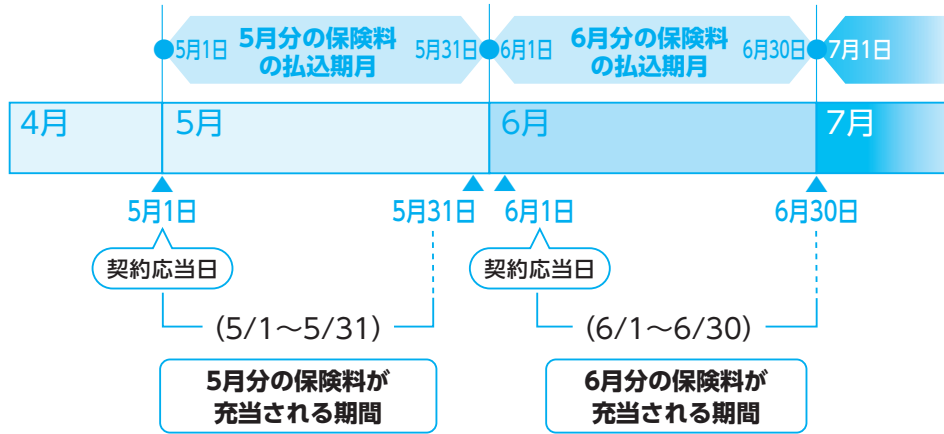 5月1日
5月分の保険料
の払込期月
5月31日
6月1日
6月分の保険料
の払込期月
6月30日
7月1日
4月
5月
6月
7月
5月1日
5月31日
6月1日
6月30日
契約応当日
契約応当日
(5/1〜5/31)
(6/1〜6/30)
5月分の保険料が
充当される期間
6月分の保険料が
充当される期間